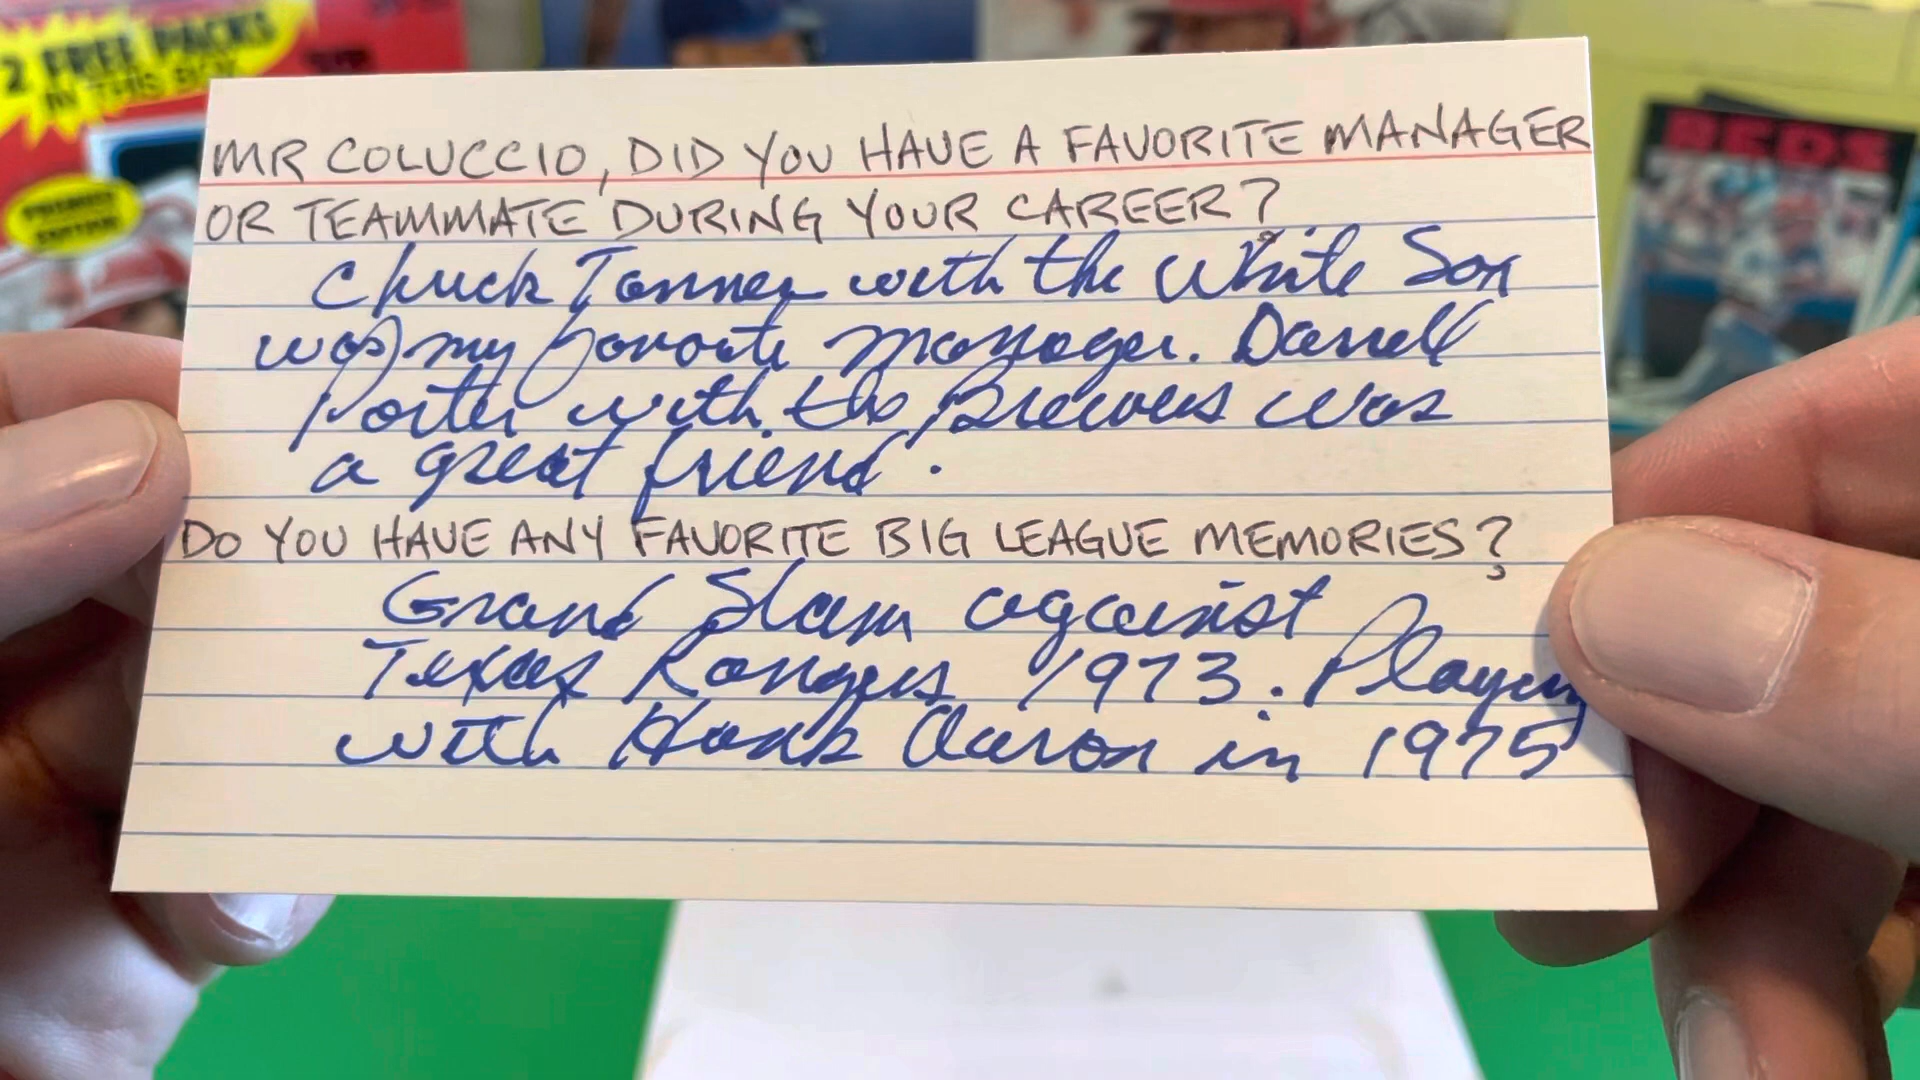 2 FREE PACKS
IN THIS BOX
REDS
MR COLUCCIO, DID YOU HAVE A FAVORITE MANAGER
OR TEAMMATE DURING YOUR CAREER?
Chuck Tanner with the White Sox
was my favorite manager. Darrell
Porter with the Brewers was
a great friend.
DO YOU HAVE ANY FAVORITE BIG LEAGUE MEMORIES?
Grand Slam against
Texas Rangers 1973. Playing
with Hank Aaron in 1975